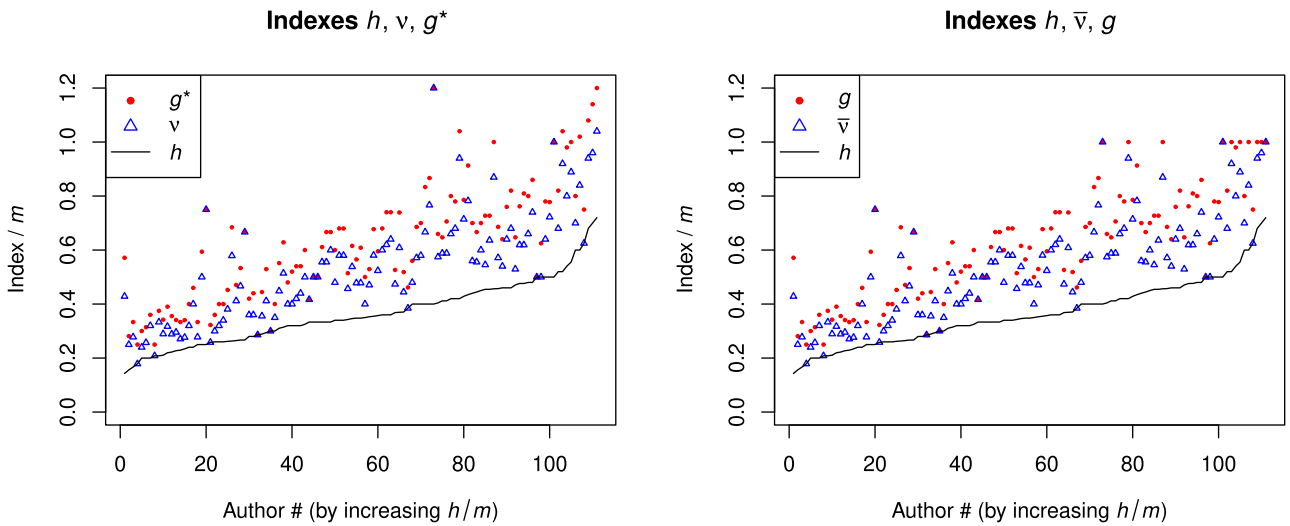 Indexes h, ν, g*
g*
ν
h
1.2
1.0
0.8
0.6
0.4
0.2
0.0
Index / m
0 20 40 60 80 100
Author # (by increasing h/m)
Indexes h, ν̅, g
g
ν̅
h
1.2
1.0
0.8
0.6
0.4
0.2
0.0
Index / m
0 20 40 60 80 100
Author # (by increasing h/m)